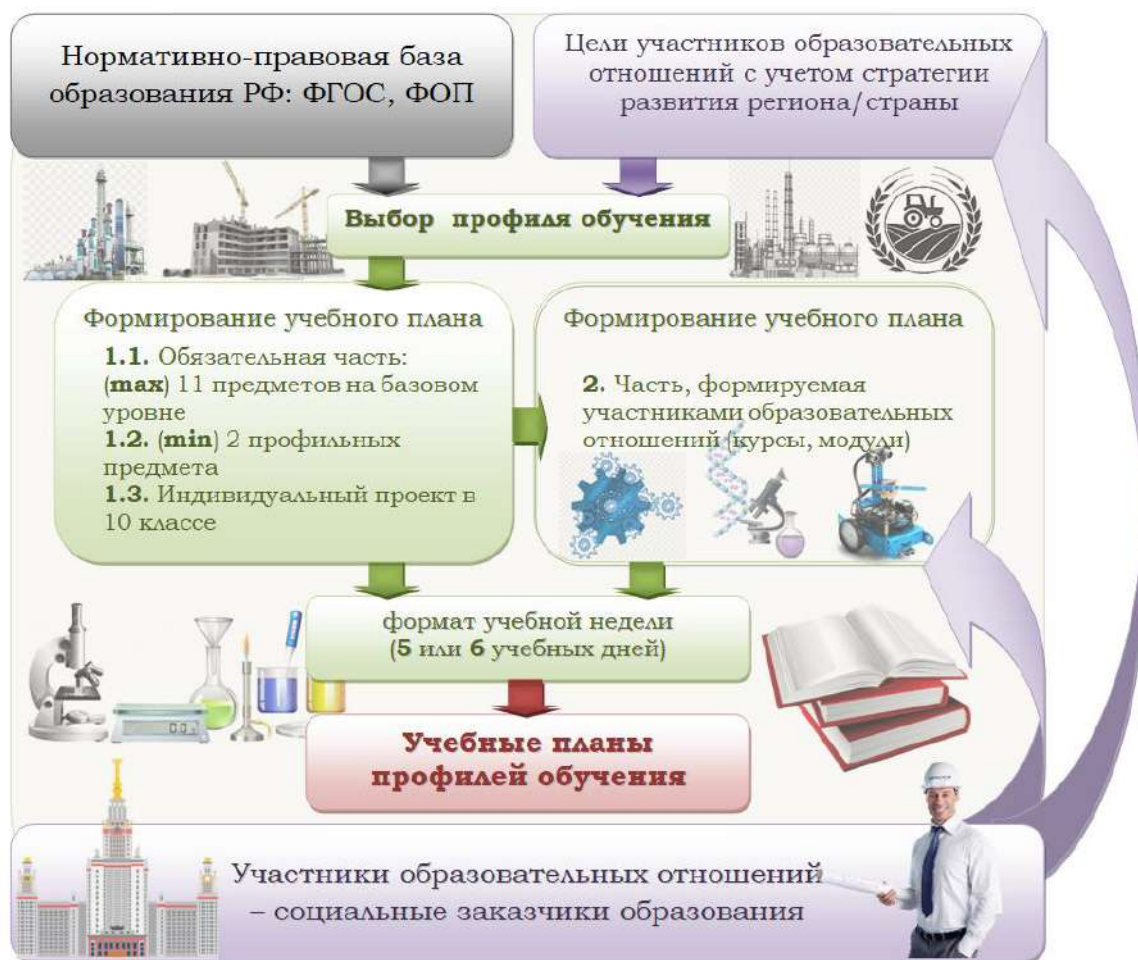 Нормативно-правовая база
образования РФ: ФГОС, ФОП
Цели участников образовательных
отношений с учетом стратегии
развития региона/страны
Выбор профиля обучения
Формирование учебного плана
1.1. Обязательная часть:
(max) 11 предметов на базовом
уровне
1.2. (min) 2 профильных
предмета
1.3. Индивидуальный проект в
10 классе
Формирование учебного плана
2. Часть, формируемая
участниками образовательных
отношений (курсы, модули)
формат учебной недели
(5 или 6 учебных дней)
Учебные планы
профилей обучения
Участники образовательных отношений
– социальные заказчики образования